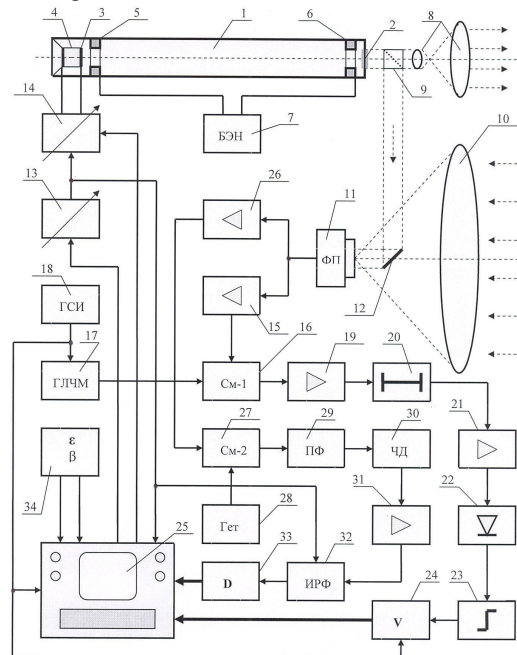 4 3 5 1 6 2 8
14 9
БЭН
7 10
13 26 11
ФП
18 12
ГСИ
15 16 19 20
17
ГЛЧМ См-1
27 29 30 21
ε
β
См-2 ПФ ЧД
34 31 22
25 Гет
28
33 32 24 23
D ИРФ V